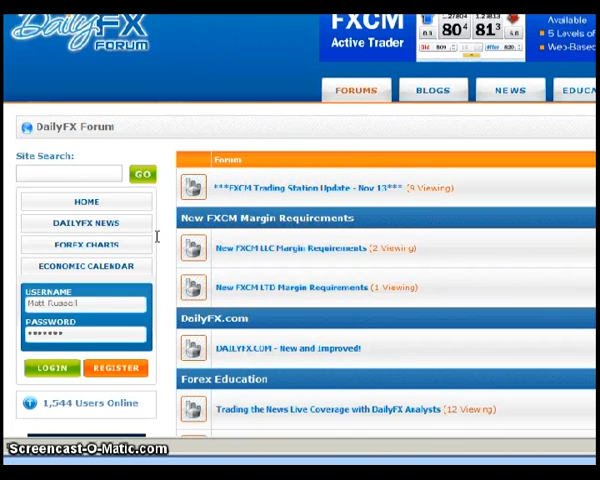 DailyFX
FORUM
FXCM
Active Trader
80⁴
81³
Available
5 Levels of
Web-Based
FORUMS
BLOGS
NEWS
EDUCA
DailyFX Forum
Site Search:
GO
Forum
***FXCM Trading Station Update - Nov 13*** (9 Viewing)
HOME
New FXCM Margin Requirements
DAILYFX NEWS
FOREX CHARTS
New FXCM LLC Margin Requirements (2 Viewing)
ECONOMIC CALENDAR
New FXCM LTD Margin Requirements (1 Viewing)
USERNAME
Matt Russell
DailyFX.com
PASSWORD
*******
DAILYFX.COM - New and Improved!
LOGIN
REGISTER
Forex Education
1,544 Users Online
Trading the News Live Coverage with DailyFX Analysts (12 Viewing)
Screencast-O-Matic.com